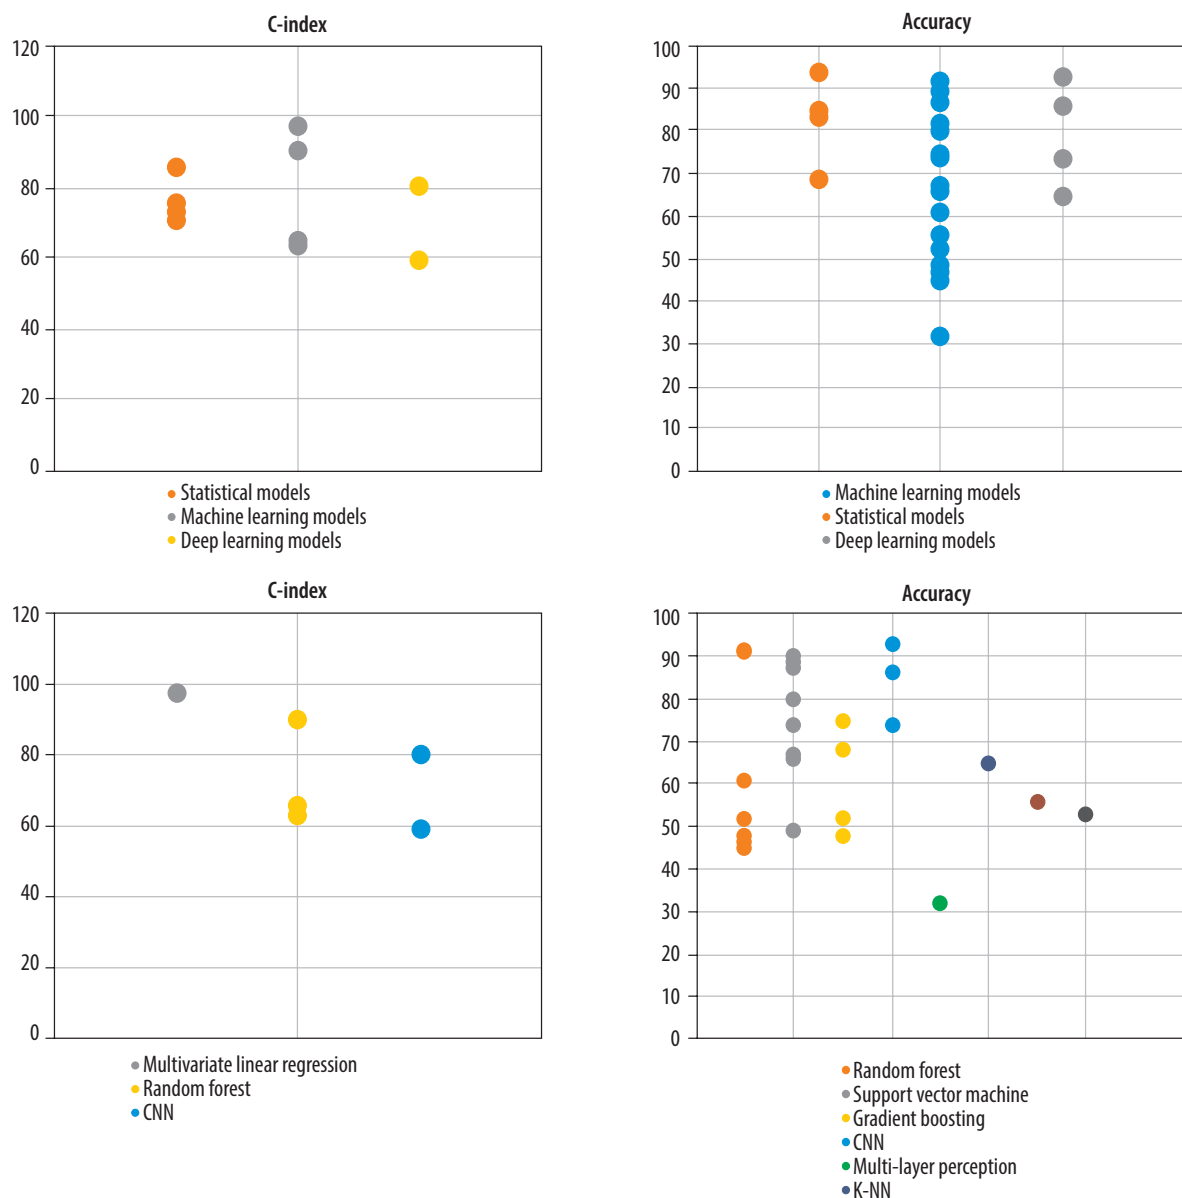 C-index
120
100
80
60
40
20
0
Statistical models
Machine learning models
Deep learning models
Accuracy
100
90
80
70
60
50
40
30
20
10
0
Machine learning models
Statistical models
Deep learning models
C-index
120
100
80
60
40
20
0
Multivariate linear regression
Random forest
CNN
Accuracy
100
90
80
70
60
50
40
30
20
10
0
Random forest
Support vector machine
Gradient boosting
CNN
Multi-layer perception
K-NN